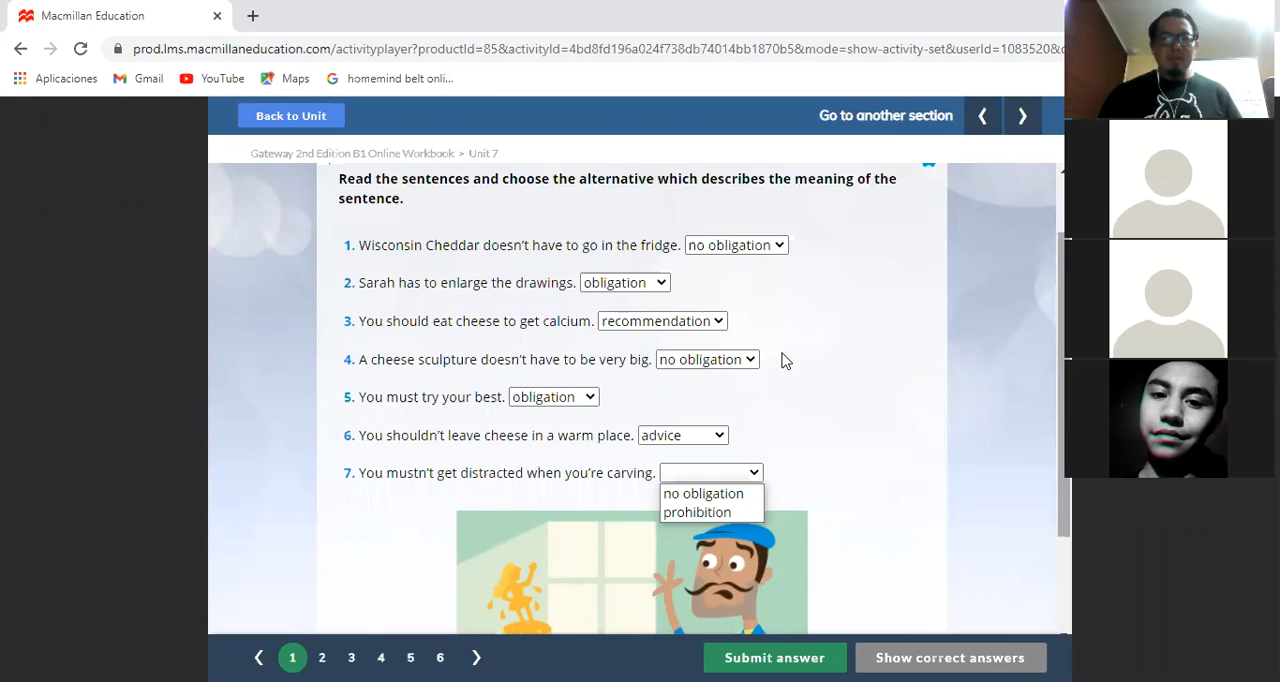 Macmillan Education
prod.lms.macmillaneducation.com/activityplayer?productId=85&activityId=4bd8fd196a024f738db74014bb1870b5&mode=show-activity-set&userId=1083520&
Aplicaciones Gmail YouTube Maps homemind belt onli...
Back to Unit Go to another section
Gateway 2nd Edition B1 Online Workbook > Unit 7
Read the sentences and choose the alternative which describes the meaning of the
sentence.
1. Wisconsin Cheddar doesn't have to go in the fridge. no obligation
2. Sarah has to enlarge the drawings. obligation
3. You should eat cheese to get calcium. recommendation
4. A cheese sculpture doesn't have to be very big. no obligation
5. You must try your best. obligation
6. You shouldn't leave cheese in a warm place. advice
7. You mustn't get distracted when you're carving.
no obligation
prohibition
1 2 3 4 5 6 Submit answer Show correct answers